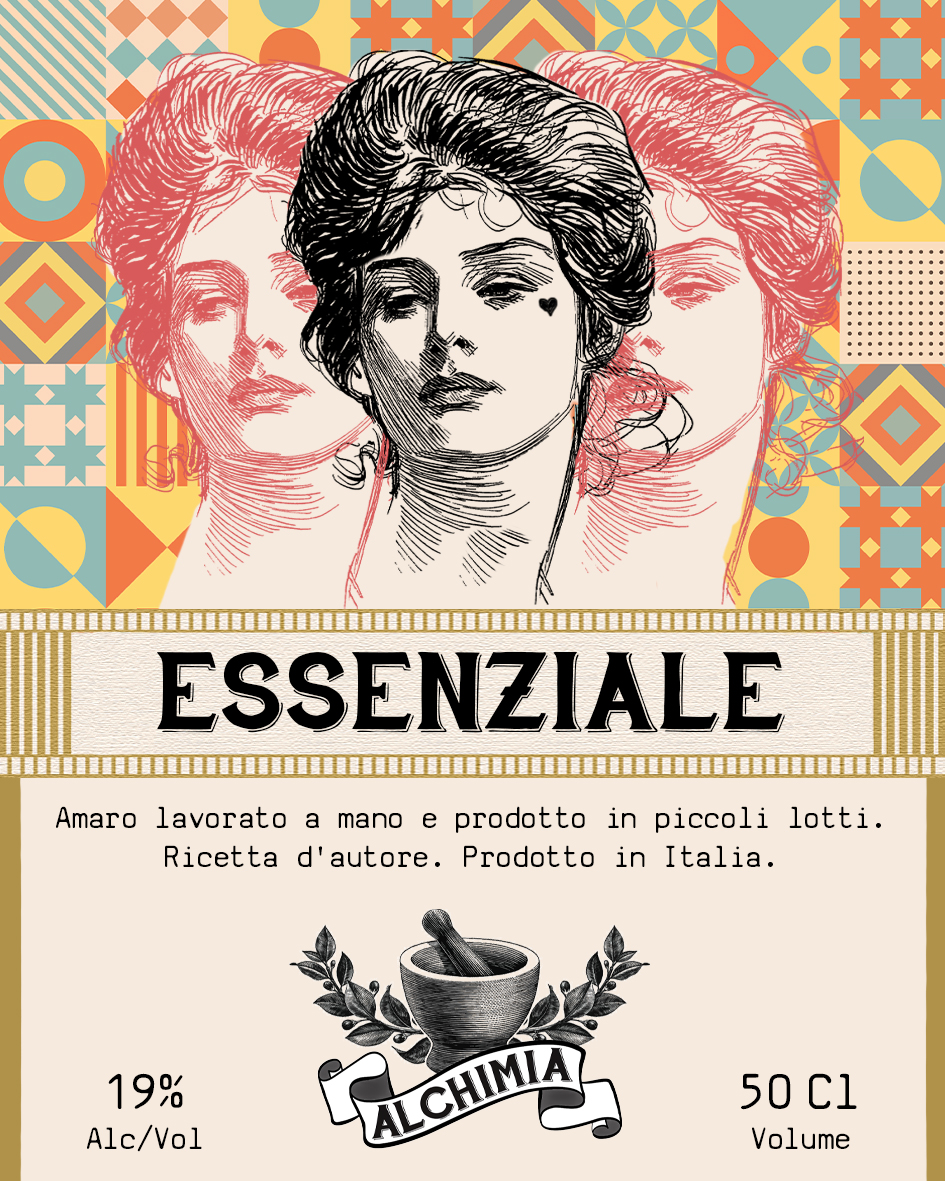 ESSENZIALE
Amaro lavorato a mano e prodotto in piccoli lotti.
Ricetta d'autore. Prodotto in Italia.
ALCHIMIA
19%
Alc/Vol
50 Cl
Volume